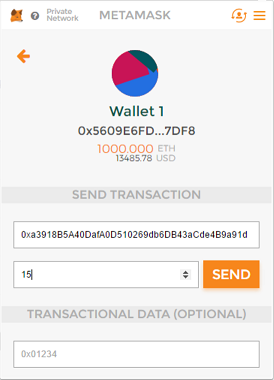 Private
Network
METAMASK
Wallet 1
0x5609E6FD...7DF8
1000.000 ETH
13485.78 USD
SEND TRANSACTION
0xa3918B5A40DafA0D510269db6DB43aCde4B9a91d
15
SEND
TRANSACTIONAL DATA (OPTIONAL)
0x01234